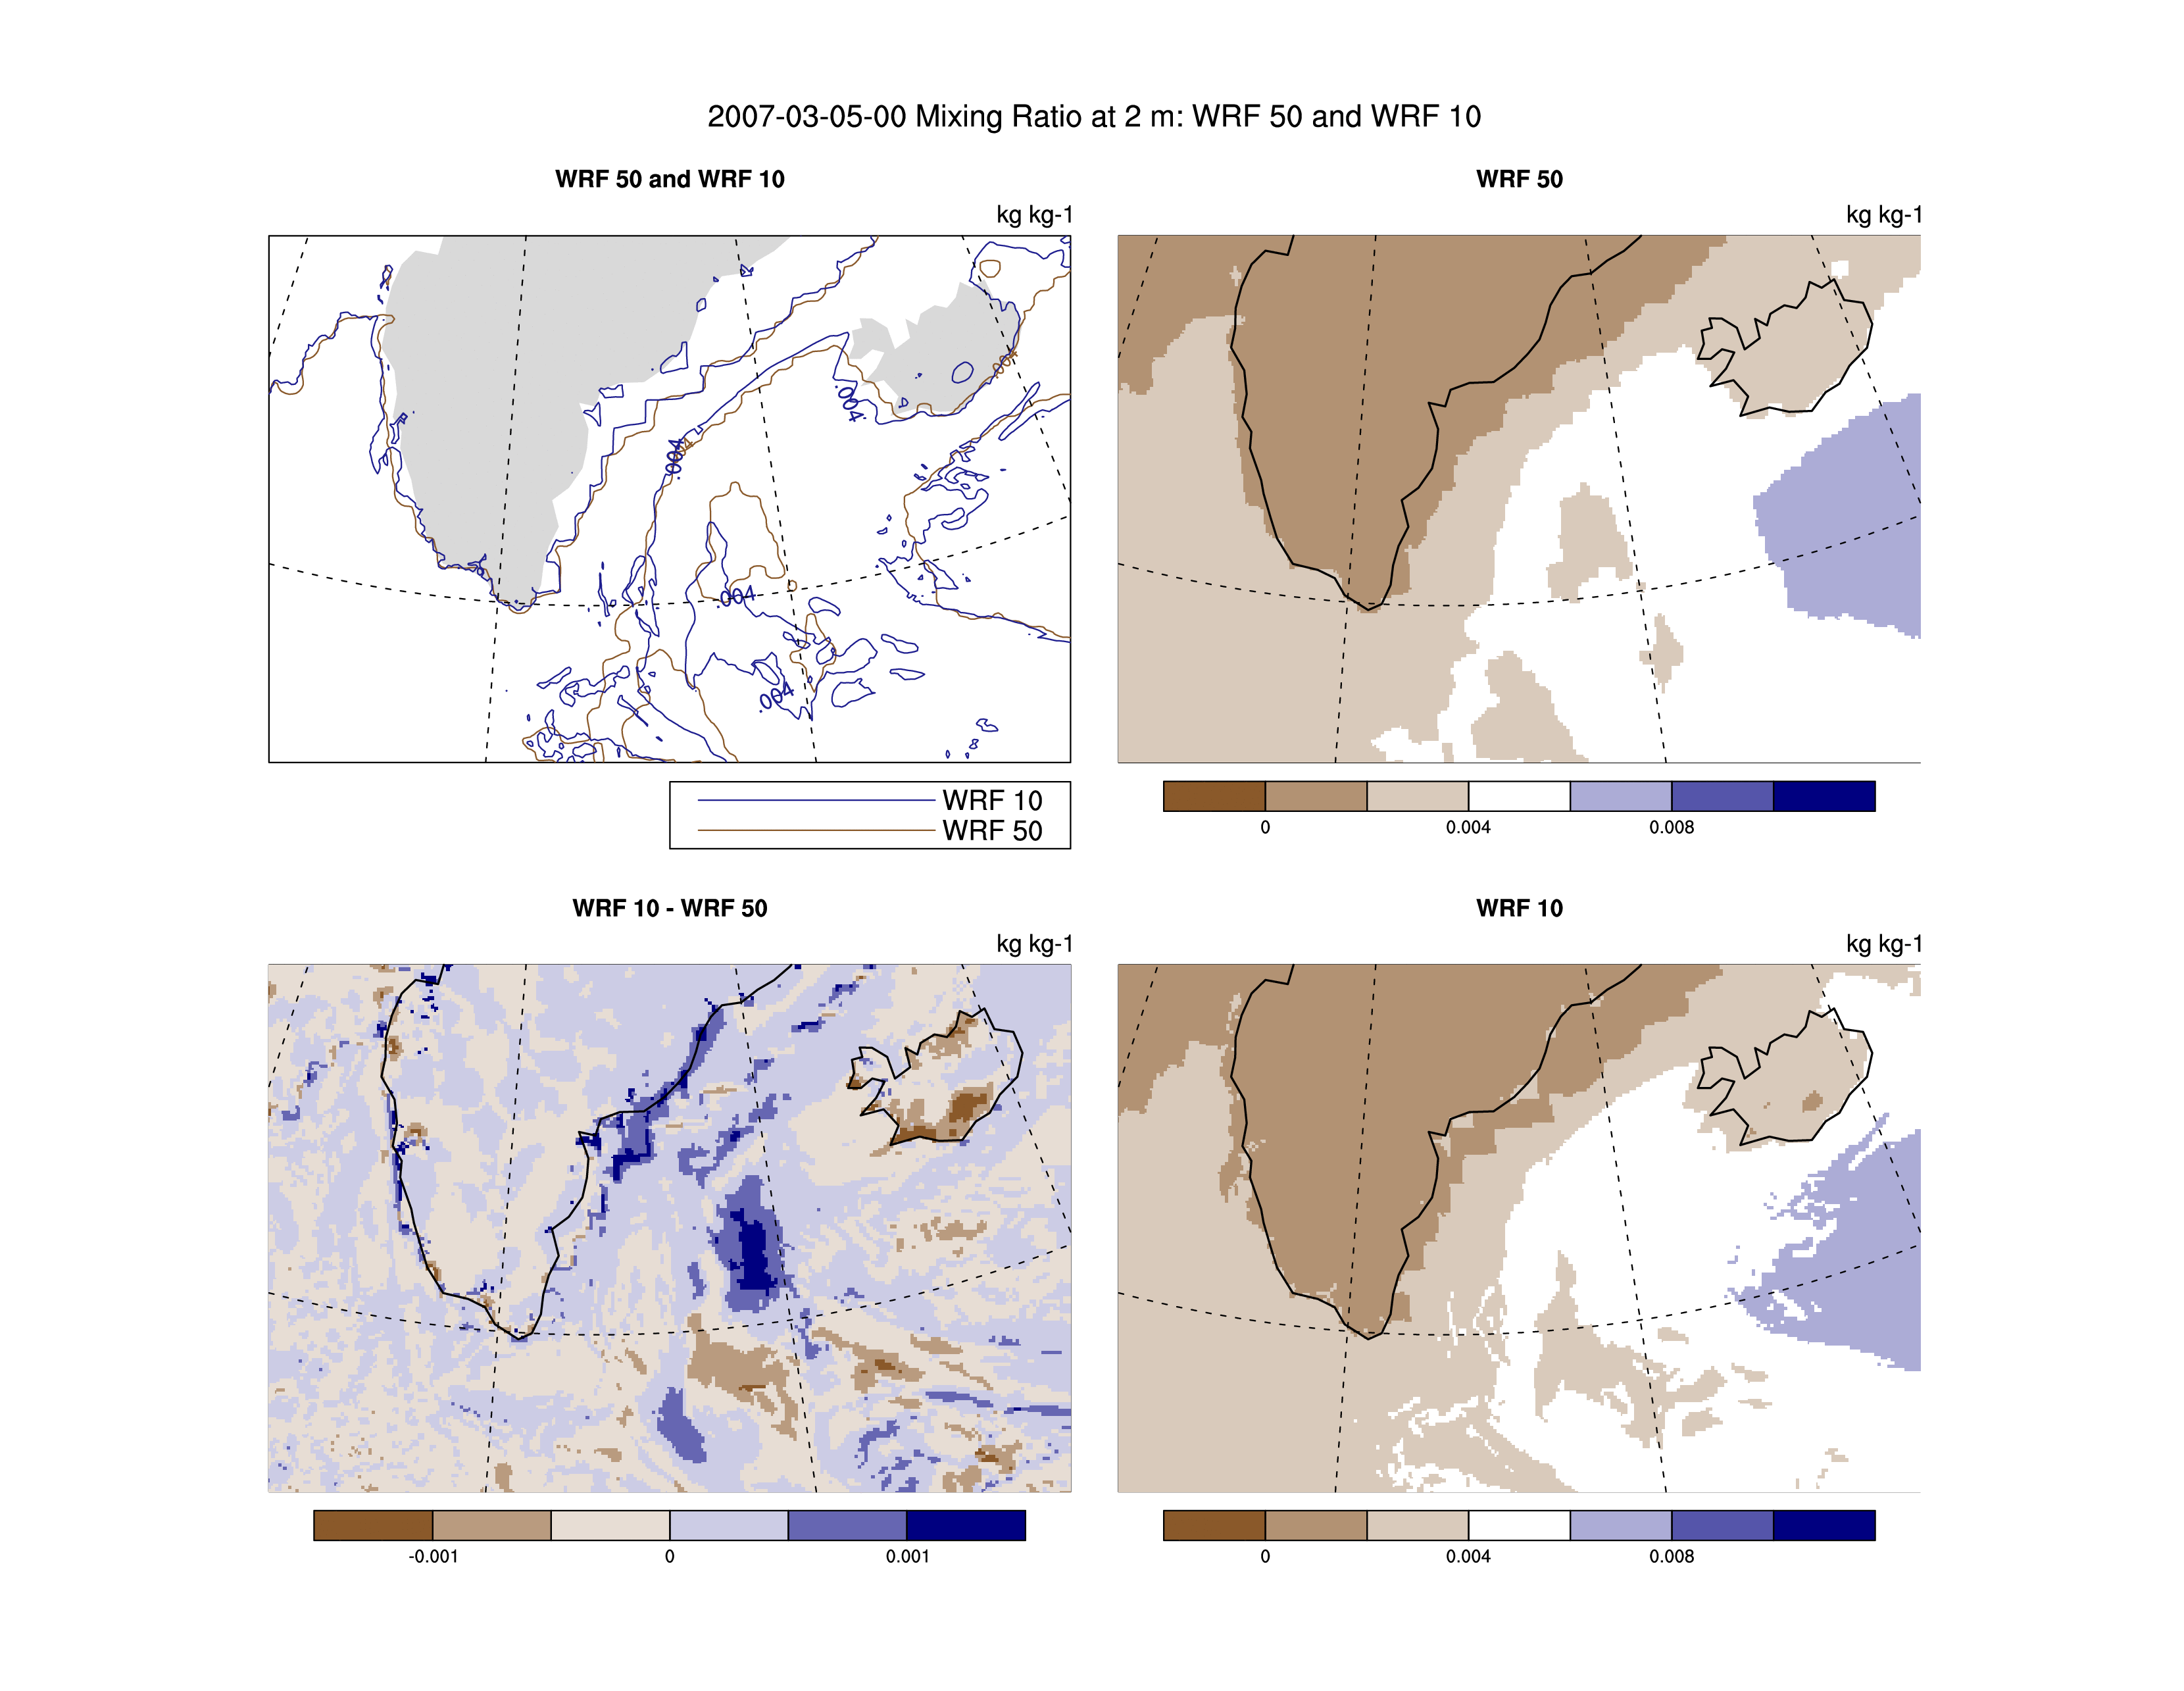 2007-03-05-00 Mixing Ratio at 2 m: WRF 50 and WRF 10
WRF 50 and WRF 10
kg kg-1
.004
.004
.004
.004
.004
WRF 10
WRF 50
WRF 50
kg kg-1
0 0.004 0.008
WRF 10 - WRF 50
kg kg-1
-0.001 0 0.001
WRF 10
kg kg-1
0 0.004 0.008